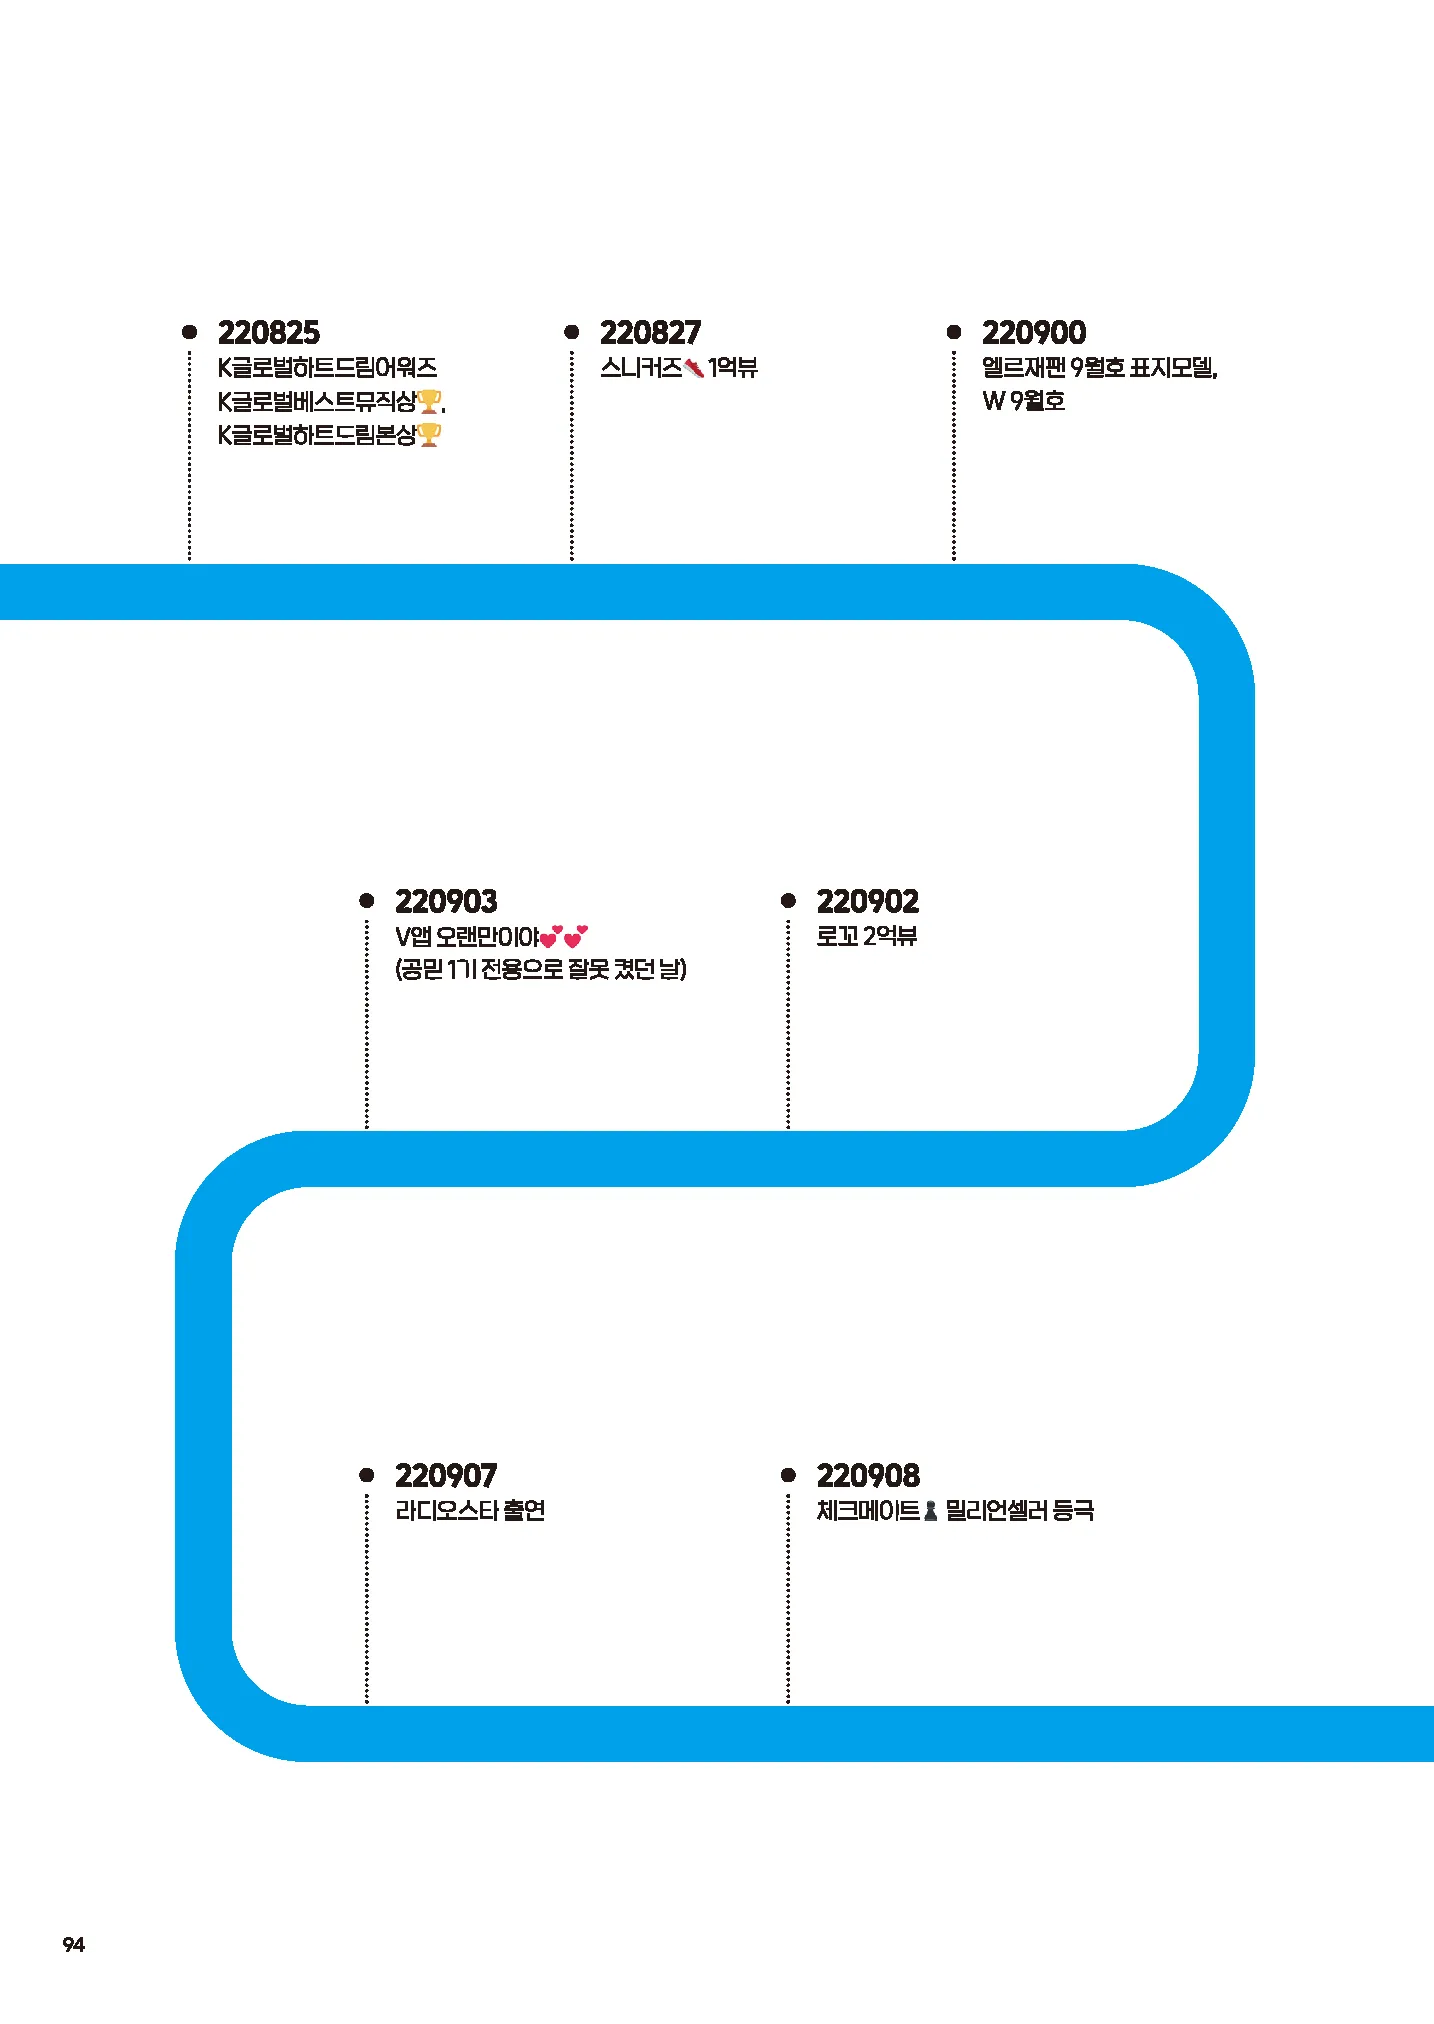 220825
K글로벌하트드림어워즈
K글로벌베스트뮤직상🏆,
K글로벌하트드림본상🏆
220827
스니커즈👟 1억뷰
220900
엘르재팬 9월호 표지모델,
W 9월호
220902
로꼬 2억뷰
220903
V앱 오랜만이야💕💕
(공믿 1기 전용으로 잘못 켰던 날)
220907
라디오스타 출연
220908
체크메이트♟ 밀리언셀러 등극
94